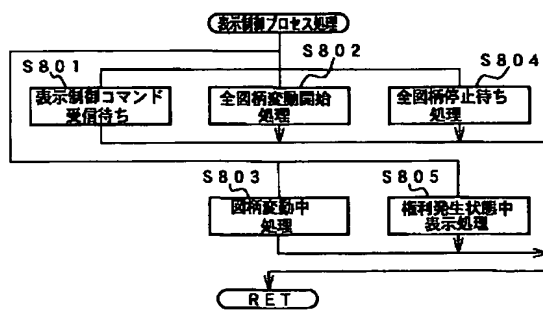 表示制御プロセス処理
S801
S802
S804
表示制御コマンド
受信待ち
全図柄変動開始
処理
全図柄停止待ち
処理
S803
S805
図柄変動中
処理
権利発生状態中
表示処理
RET